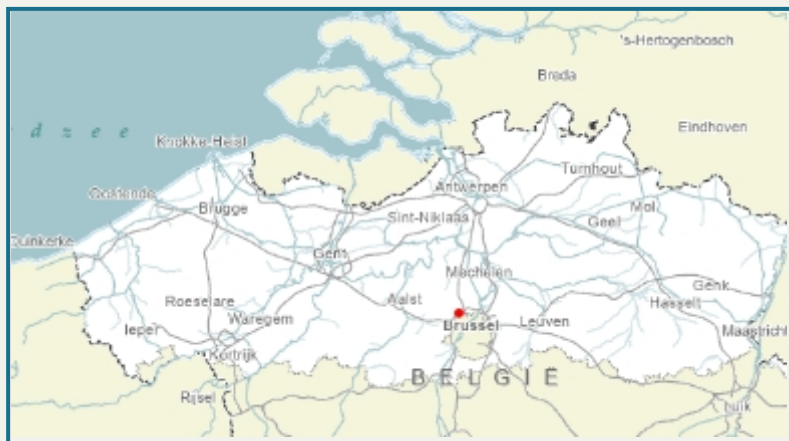 's-Hertogenbosch
Breda
d z e e
Eindhoven
Knokke-Heist
Turnhout
Antwerpen
Oostende
Mol
Brugge
Sint-Niklaas
Geel
Duinkerke
Gent
Mechelen
Genk
Aalst
Roeselare
Hasselt
Waregem
Ieper
Brussel
Leuven
Maastricht
Kortrijk
BELGIË
Rijsel
Luik